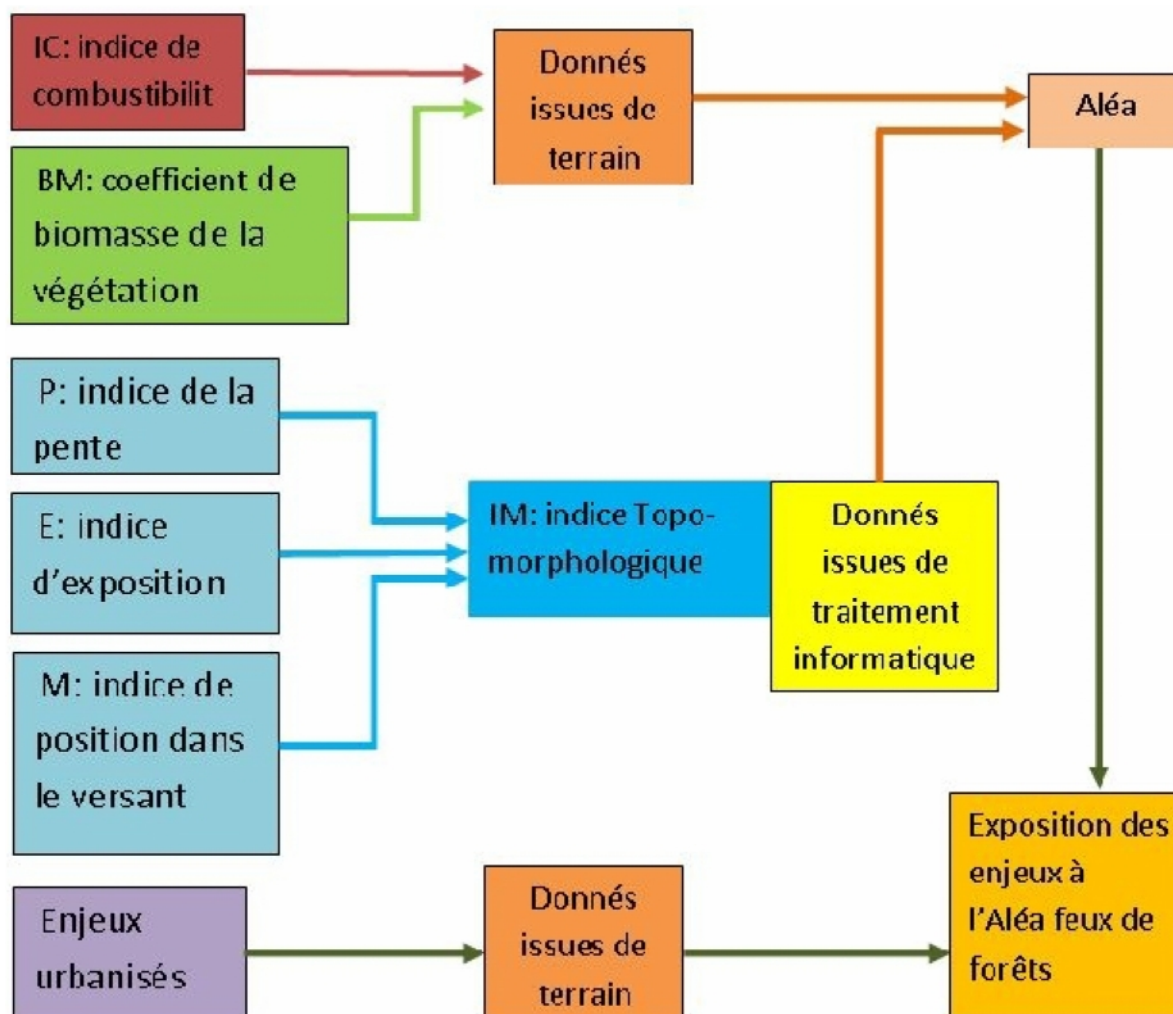 IC: indice de
combustibilit
BM: coefficient de
biomasse de la
végétation
Donnés
issues de
terrain
Aléa
P: indice de la
pente
E: indice
d'exposition
M: indice de
position dans
le versant
IM: indice Topo-
morphologique
Donnés
issues de
traitement
informatique
Enjeux
urbanisés
Donnés
issues de
terrain
Exposition des
enjeux à
l'Aléa feux de
forêts